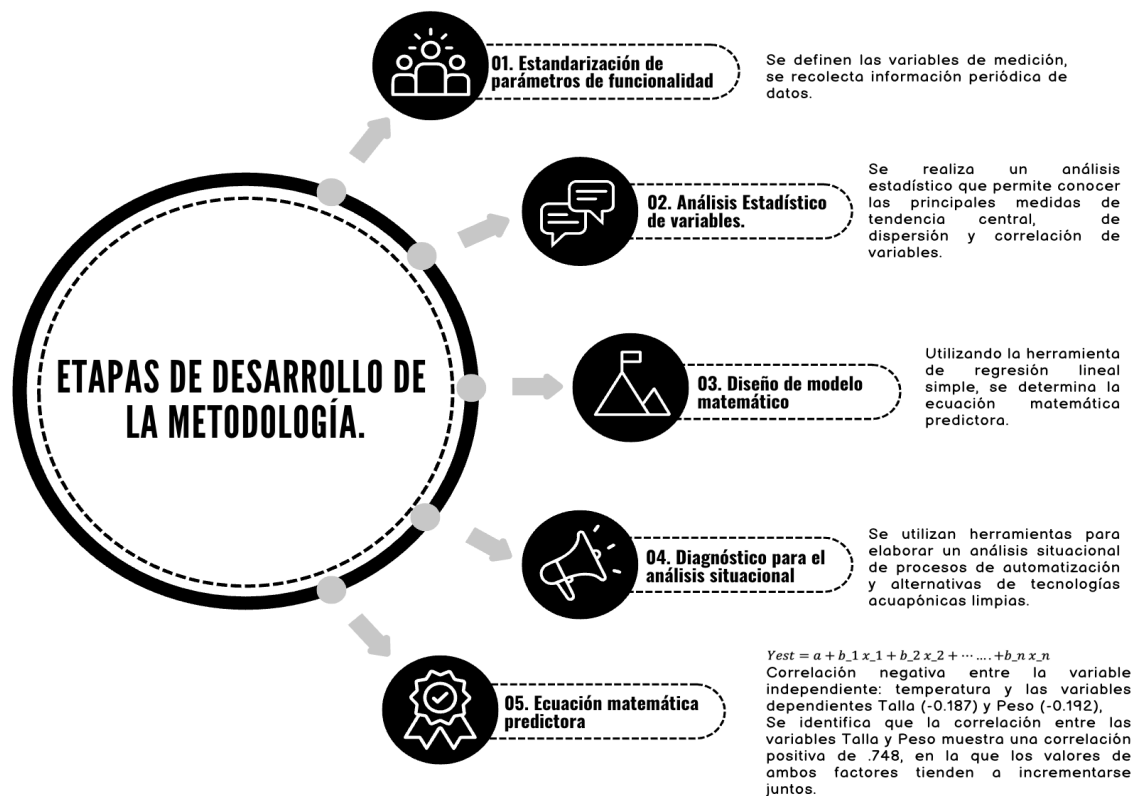 ETAPAS DE DESARROLLO DE
LA METODOLOGÍA.
01. Estandarización de
parámetros de funcionalidad
Se definen las variables de medición,
se recolecta información periódica de
datos.
02. Análisis Estadístico
de variables.
Se realiza un análisis
estadístico que permite conocer
las principales medidas de
tendencia central, de
dispersión y correlación de
variables.
03. Diseño de modelo
matemático
Utilizando la herramienta
de regresión lineal
simple, se determina la
ecuación matemática
predictora.
04. Diagnóstico para el
análisis situacional
Se utilizan herramientas para
elaborar un análisis situacional
de procesos de automatización
y alternativas de tecnologías
acuapónicas limpias.
05. Ecuación matemática
predictora
Yest = a + b_1 x_1 + b_2 x_2 + ⋯ … . +b_n x_n
Correlación negativa entre la variable
independiente: temperatura y las variables
dependientes Talla (-0.187) y Peso (-0.192),
Se identifica que la correlación entre las
variables Talla y Peso muestra una correlación
positiva de .748, en la que los valores de
ambos factores tienden a incrementarse
juntos.